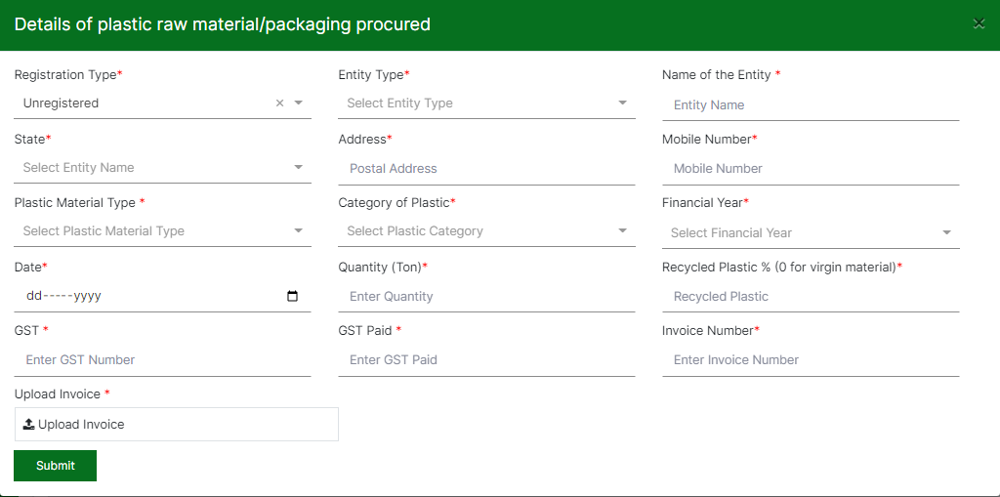 Details of plastic raw material/packaging procured ×
Registration Type* Entity Type* Name of the Entity *
Unregistered × Select Entity Type Entity Name
State* Address* Mobile Number*
Select Entity Name Postal Address Mobile Number
Plastic Material Type * Category of Plastic* Financial Year*
Select Plastic Material Type Select Plastic Category Select Financial Year
Date* Quantity (Ton)* Recycled Plastic % (0 for virgin material)*
dd-----yyyy Enter Quantity Recycled Plastic
GST * GST Paid * Invoice Number*
Enter GST Number Enter GST Paid Enter Invoice Number
Upload Invoice *
Upload Invoice
Submit